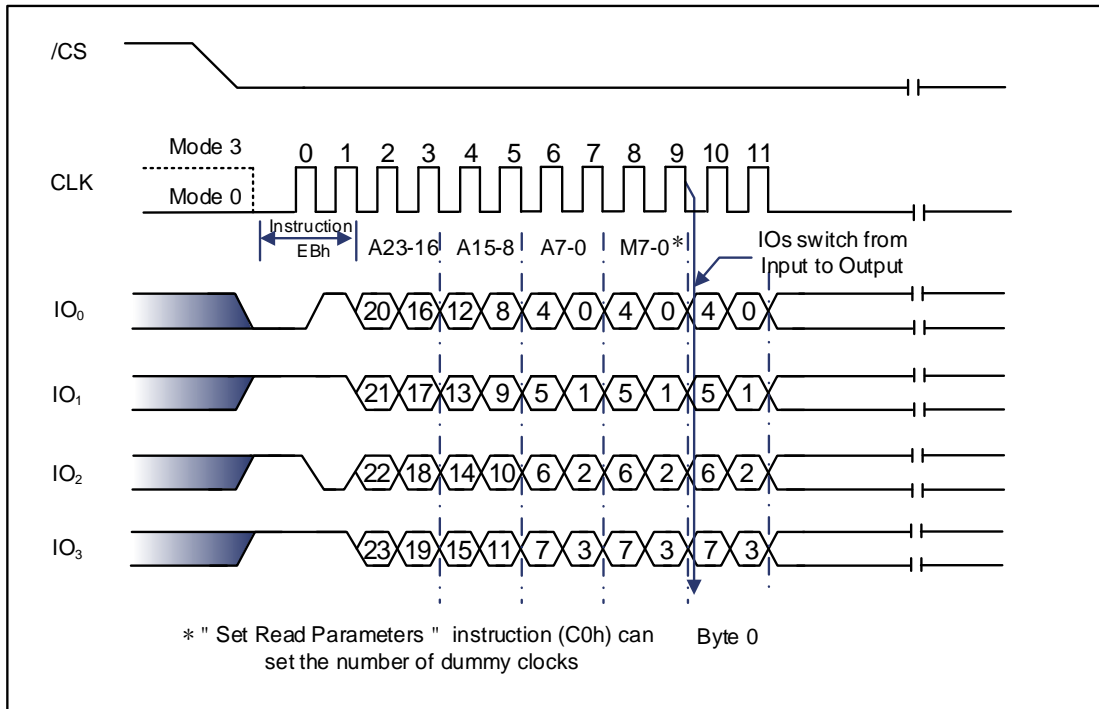 /CS
Mode 3
0 1 2 3 4 5 6 7 8 9 10 11
CLK
Mode 0
Instruction
EBh
A23-16 A15-8 A7-0 M7-0*
IOs switch from
Input to Output
IO0 20 16 12 8 4 0 4 0 4 0
IO1 21 17 13 9 5 1 5 1 5 1
IO2 22 18 14 10 6 2 6 2 6 2
IO3 23 19 15 11 7 3 7 3 7 3
* " Set Read Parameters " instruction (C0h) can
set the number of dummy clocks
Byte 0